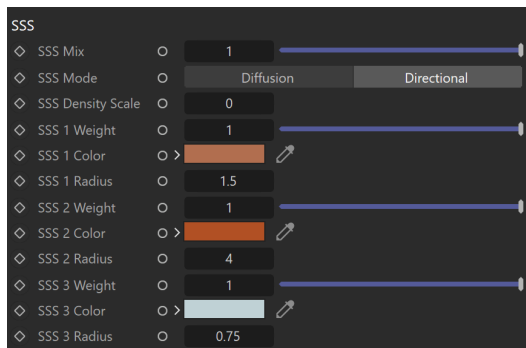 SSS
SSS Mix 1
SSS Mode Diffusion Directional
SSS Density Scale 0
SSS 1 Weight 1
SSS 1 Color
SSS 1 Radius 1.5
SSS 2 Weight 1
SSS 2 Color
SSS 2 Radius 4
SSS 3 Weight 1
SSS 3 Color
SSS 3 Radius 0.75